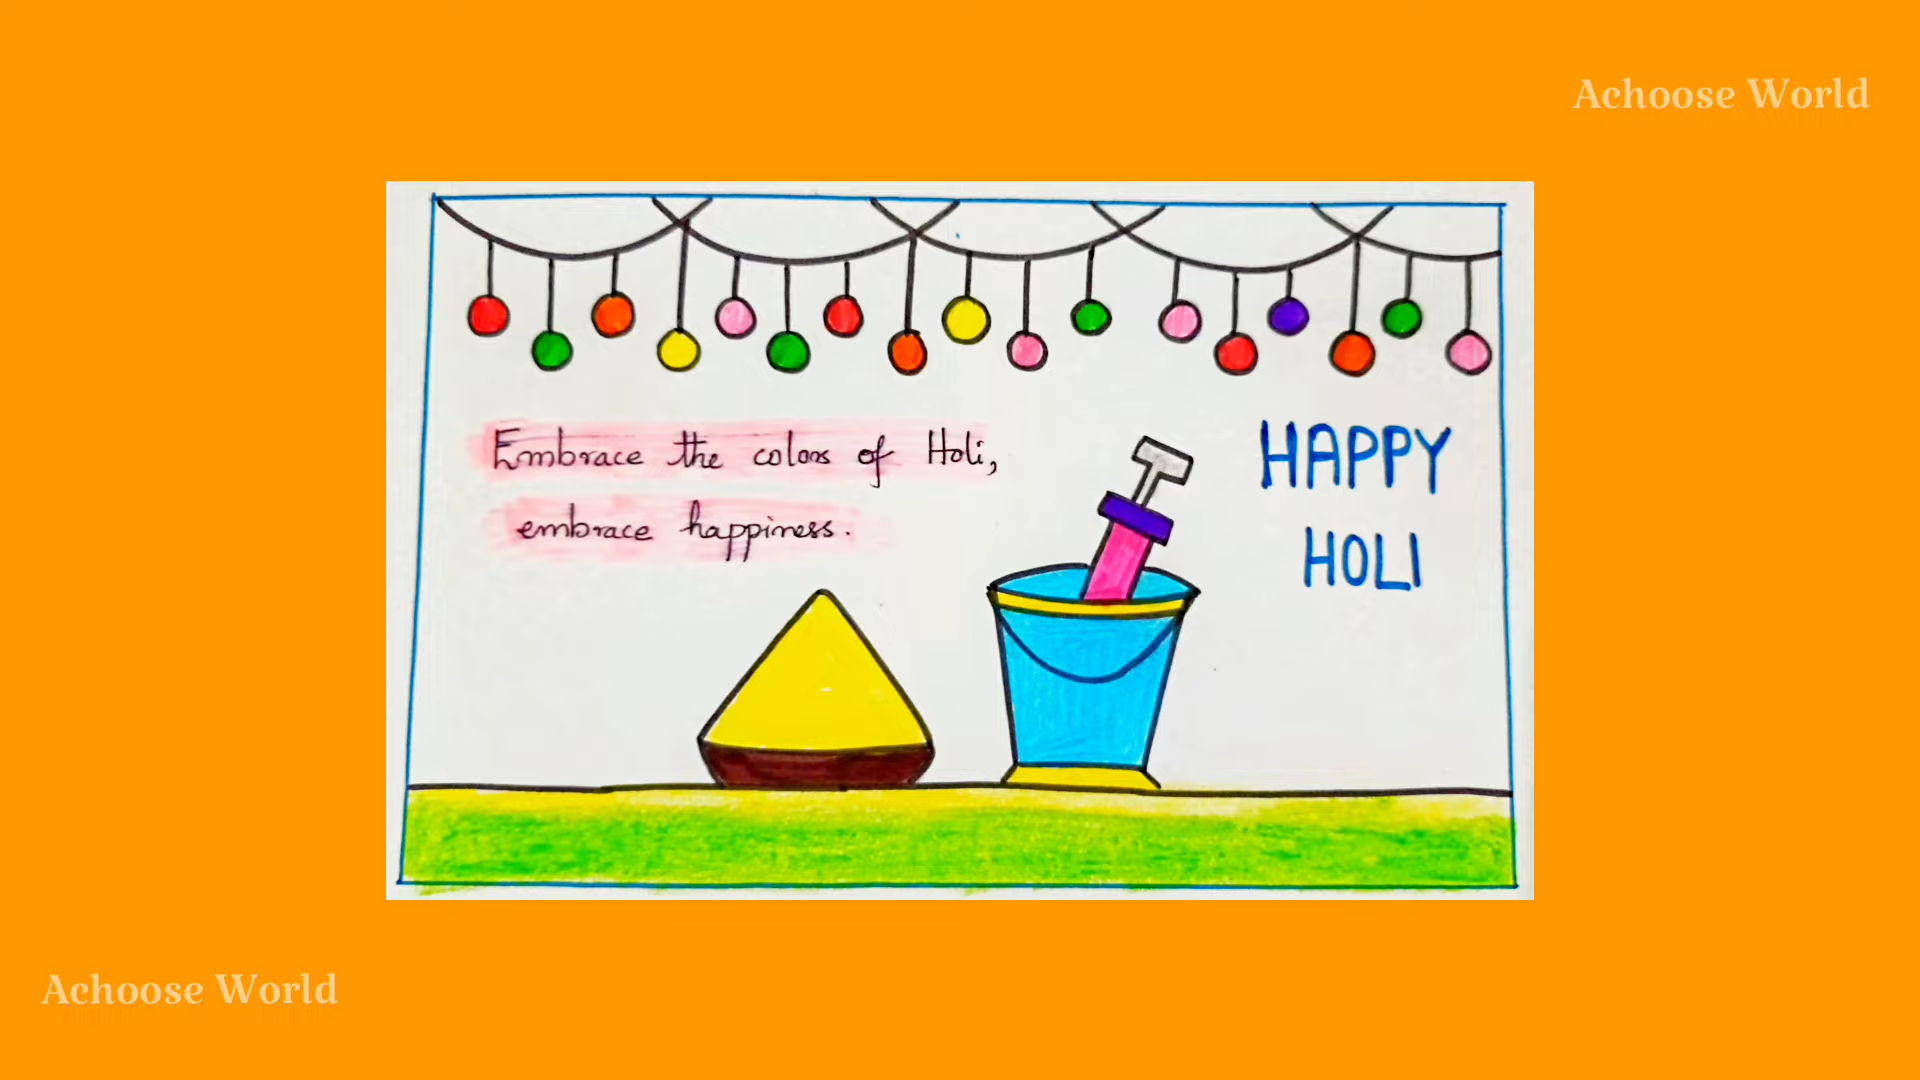 Achoose World
Embrace the colors of Holi,
embrace happiness.
HAPPY
HOLI
Achoose World